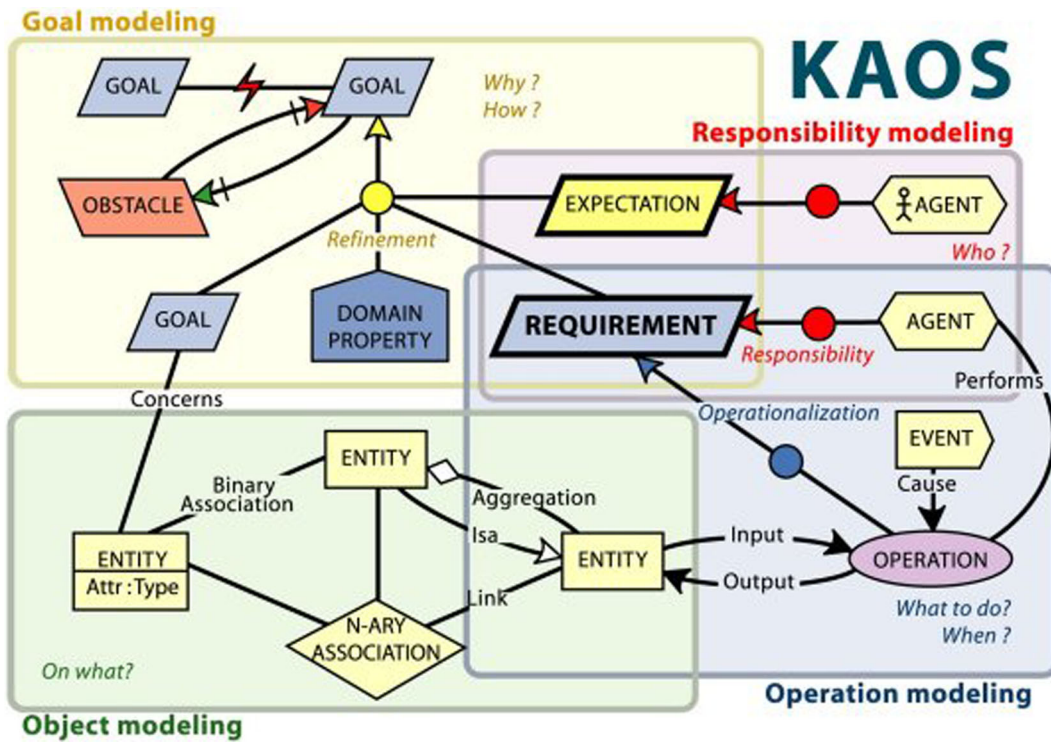 Goal modeling
KAOS
GOAL
GOAL
Why ?
How ?
Responsibility modeling
OBSTACLE
EXPECTATION
AGENT
Refinement
Who ?
GOAL
DOMAIN
PROPERTY
REQUIREMENT
AGENT
Responsibility
Performs
Concerns
Operationalization
EVENT
ENTITY
Binary
Association
Aggregation
Cause
Isa
Input
ENTITY
Attr : Type
ENTITY
OPERATION
Output
Link
N-ARY
ASSOCIATION
What to do?
When ?
On what?
Operation modeling
Object modeling